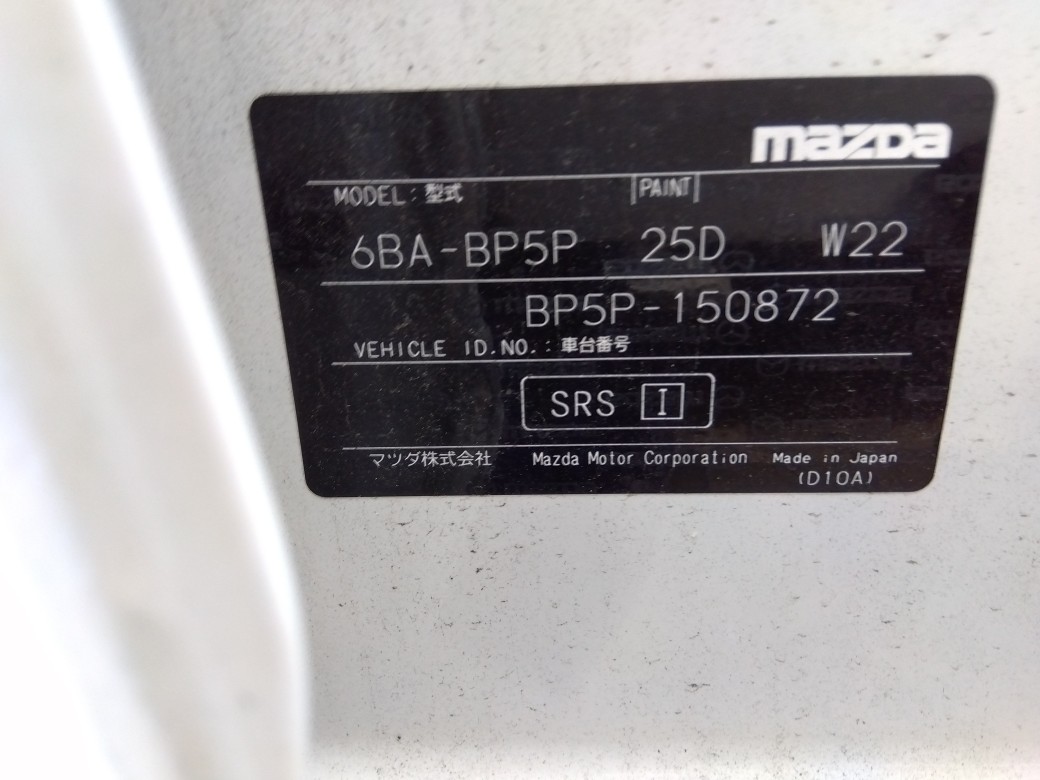 mazda
MODEL : 型式 |PAINT|
6BA-BP5P 25D W22
BP5P-150872
VEHICLE ID.NO. : 車台番号
SRS I
マツダ株式会社 Mazda Motor Corporation Made in Japan
(D10A)